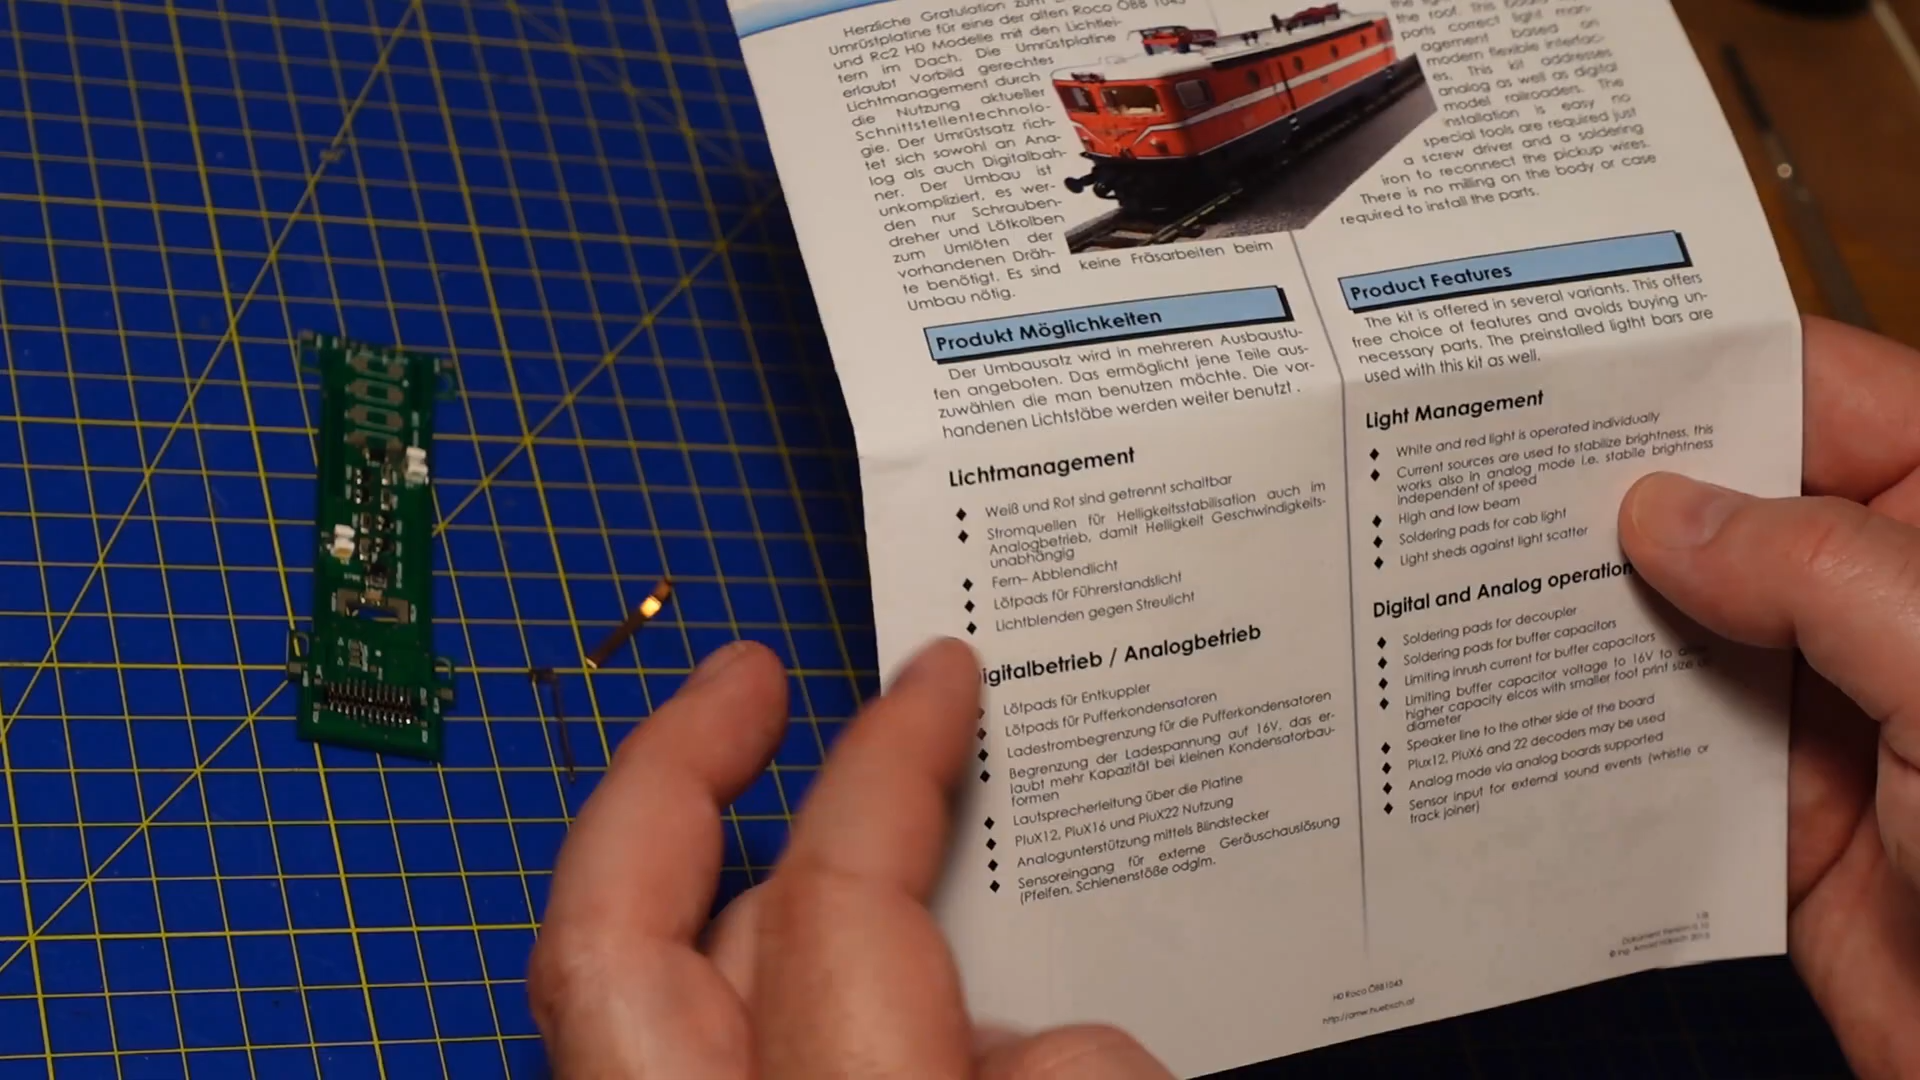 Herzliche Gratulation zum
Umrüstplatine für eine der alten Roco ÖBB 1043
und Rc2 H0 Modelle mit den Lichtlei-
tern im Dach. Die Umrüstplatine
erlaubt Vorbild gerechtes
Lichtmanagement durch
die Nutzung aktueller
Schnittstellentechnolo-
gie. Der Umrüstsatz rich-
tet sich sowohl an Ana-
log als auch Digitalbah-
ner. Der Umbau ist
unkompliziert, es wer-
den nur Schrauben-
dreher und Lötkolben
zum Umlöten der
vorhandenen Dräh-
te benötigt. Es sind
keine Fräsarbeiten beim
Umbau nötig.
Produkt Möglichkeiten
Der Umbausatz wird in mehreren Ausbaustu-
fen angeboten. Das ermöglicht jene Teile aus-
zuwählen die man benutzen möchte. Die vor-
handenen Lichtstäbe werden weiter benutzt .
Lichtmanagement
Weiß und Rot sind getrennt schaltbar
Stromquellen für Helligkeitsstabilisation auch im
Analogbetrieb, damit Helligkeit Geschwindigkeits-
unabhängig
Fern- Abblendlicht
Lötpads für Führerstandslicht
Lichtblenden gegen Streulicht
igitalbetrieb / Analogbetrieb
Lötpads für Entkuppler
Lötpads für Pufferkondensatoren
Ladestrombegrenzung für die Pufferkondensatoren
Begrenzung der Ladespannung auf 16V, das er-
laubt mehr Kapazität bei kleinen Kondensatorbau-
formen
Lautsprecherleitung über die Platine
PluX12, PluX16 und PluX22 Nutzung
Analogunterstützung mittels Blindstecker
Sensoreingang für externe Geräuschauslösung
(Pfeifen, Schienenstöße odglm.
the roof. This
ports correct light man-
agement based on
modern flexible interfac-
es. This kit addresses
analog as well as digital
model railroaders. The
installation is easy no
special tools are required just
a screw driver and a soldering
iron to reconnect the pickup wires.
There is no milling on the body or case
required to install the parts.
Product Features
The kit is offered in several variants. This offers
free choice of features and avoids buying un-
necessary parts. The preinstalled ligtht bars are
used with this kit as well.
Light Management
White and red light is operated individually
Current sources are used to stabilize brightness, this
works also in analog mode i.e. stabile brightness
independent of speed
High and low beam
Soldering pads for cab light
Light sheds against light scatter
Digital and Analog operation
Soldering pads for decoupler
Soldering pads for buffer capacitors
Limiting inrush current for buffer capacitors
Limiting buffer capacitor voltage to 16V to
higher capacity elcos with smaller foot print size
diameter
Speaker line to the other side of the board
Plux12, PluX6 and 22 decoders may be used
Analog mode via analog boards supported
Sensor input for external sound events (whistle or
track joiner)
H0 Roco ÖBB1043
http://amw.huebsch.at